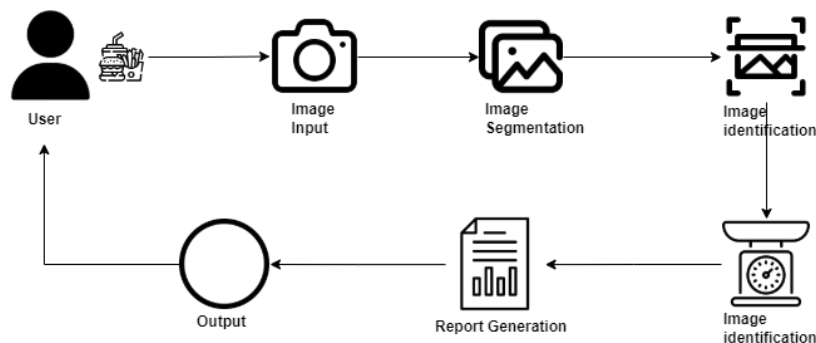 User
Image
Input
Image
Segmentation
Image
identification
Image
identification
Report Generation
Output